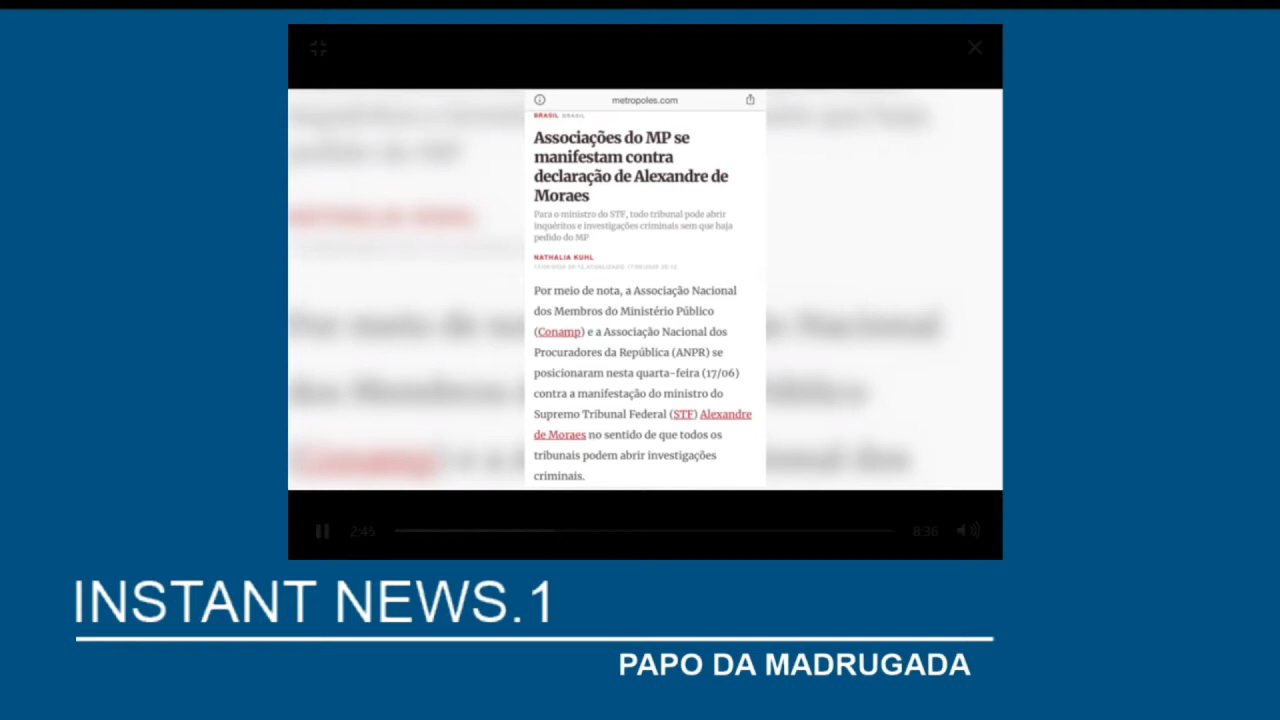 metropoles.com
BRASIL BRASIL
Associações do MP se
manifestam contra
declaração de Alexandre de
Moraes
Para o ministro do STF, todo tribunal pode abrir
inquéritos e investigações criminais sem que haja
pedido do MP
NATHALIA KUHL
Por meio de nota, a Associação Nacional
dos Membros do Ministério Público
(Conamp) e a Associação Nacional dos
Procuradores da República (ANPR) se
posicionaram nesta quarta-feira (17/06)
contra a manifestação do ministro do
Supremo Tribunal Federal (STF) Alexandre
de Moraes no sentido de que todos os
tribunais podem abrir investigações
criminais.
2:45
8:36
INSTANT NEWS.1
PAPO DA MADRUGADA